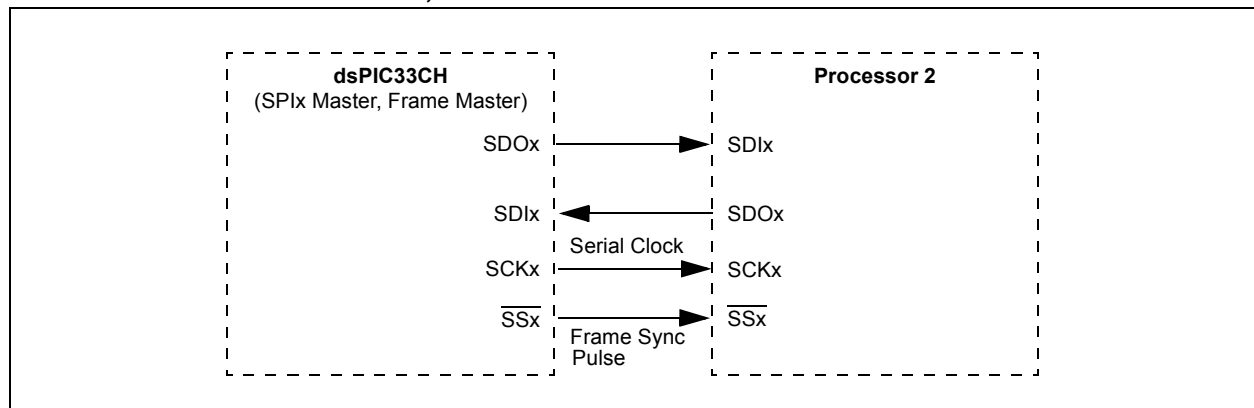 dsPIC33CH
(SPIx Master, Frame Master)
Processor 2
SDOx
SDIx
SDIx
SDOx
Serial Clock
SCKx
SCKx
SSx
SSx
Frame Sync
Pulse